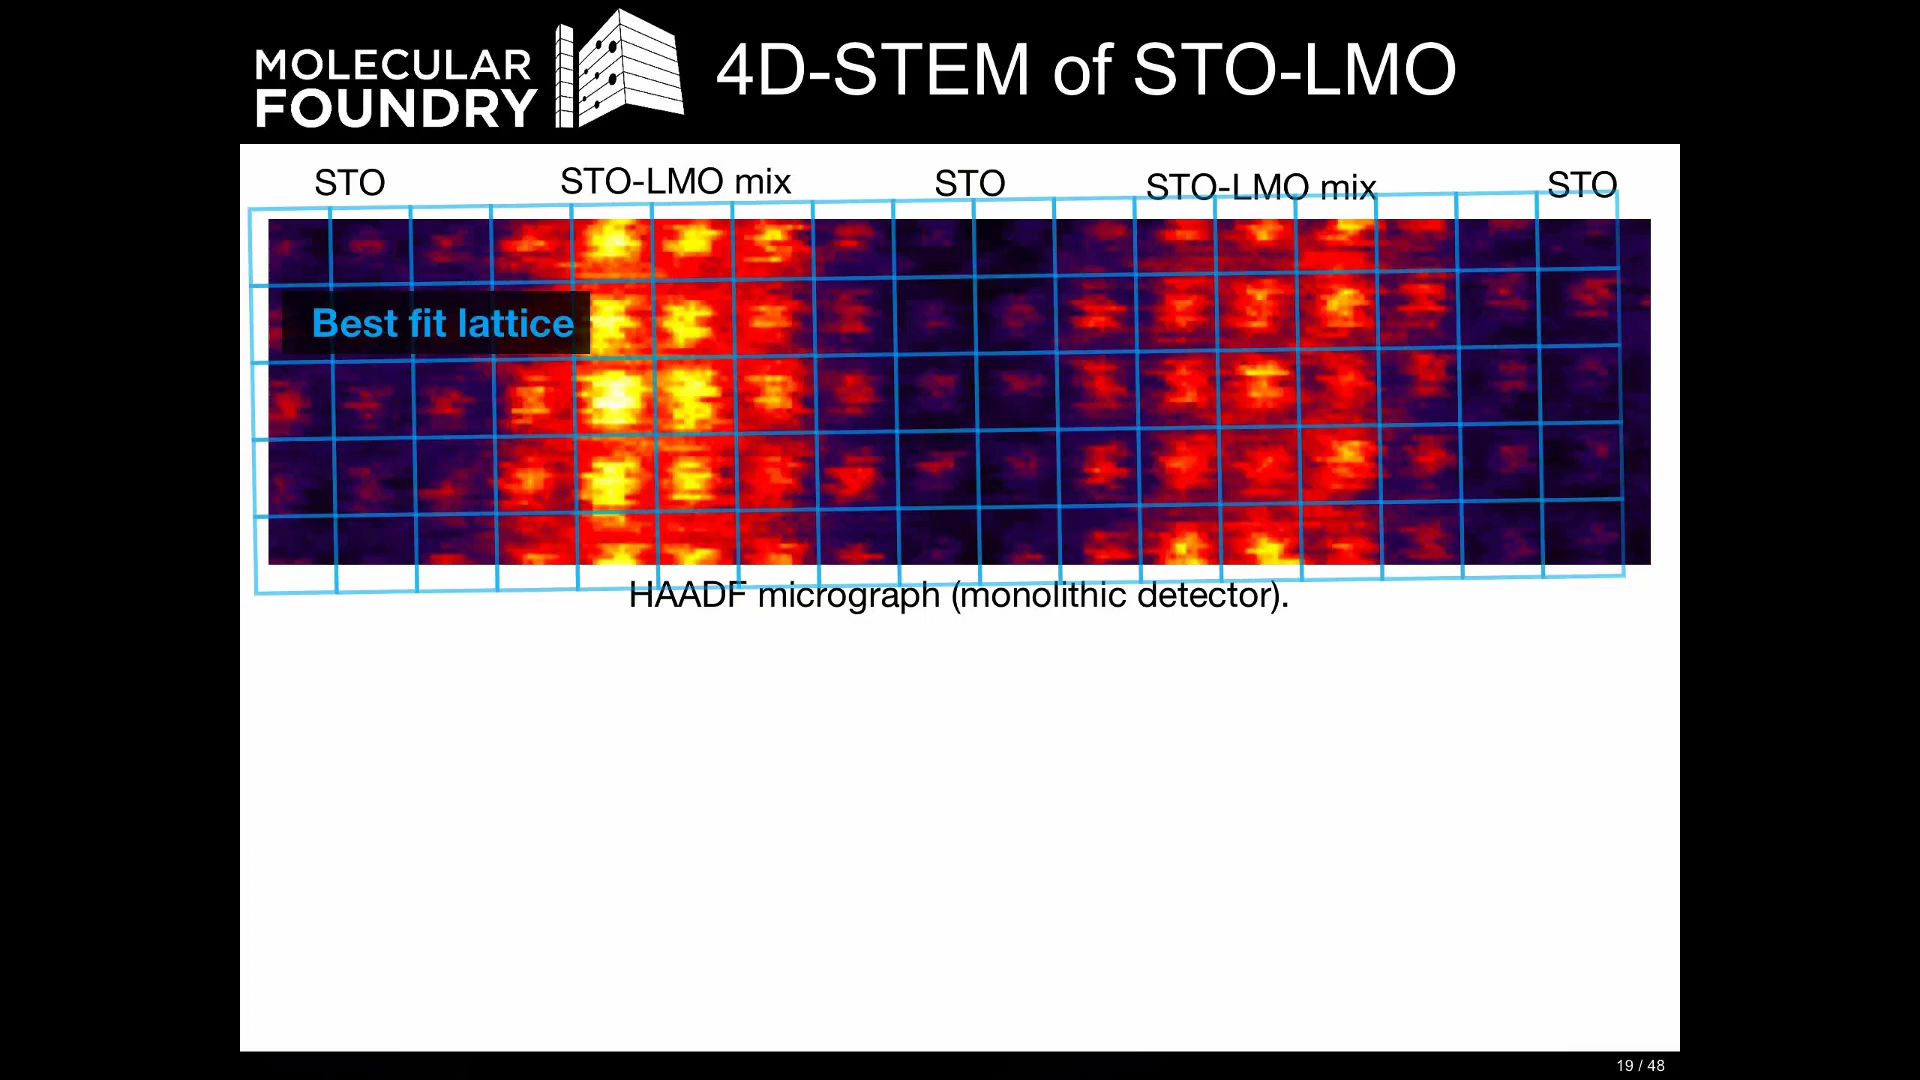 MOLECULAR
FOUNDRY
4D-STEM of STO-LMO
STO STO-LMO mix STO STO-LMO mix STO
Best fit lattice
HAADF micrograph (monolithic detector).
19 / 48